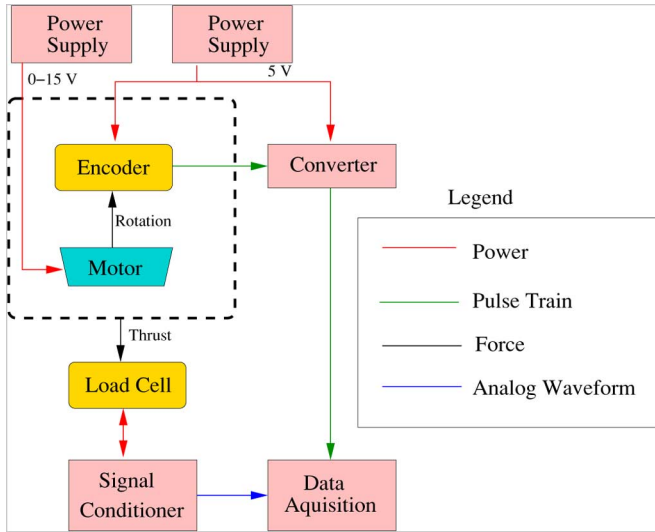 Power
Supply
Power
Supply
0–15 V
5 V
Encoder
Converter
Rotation
Motor
Legend
Power
Pulse Train
Force
Analog Waveform
Thrust
Load Cell
Signal
Conditioner
Data
Aquisition